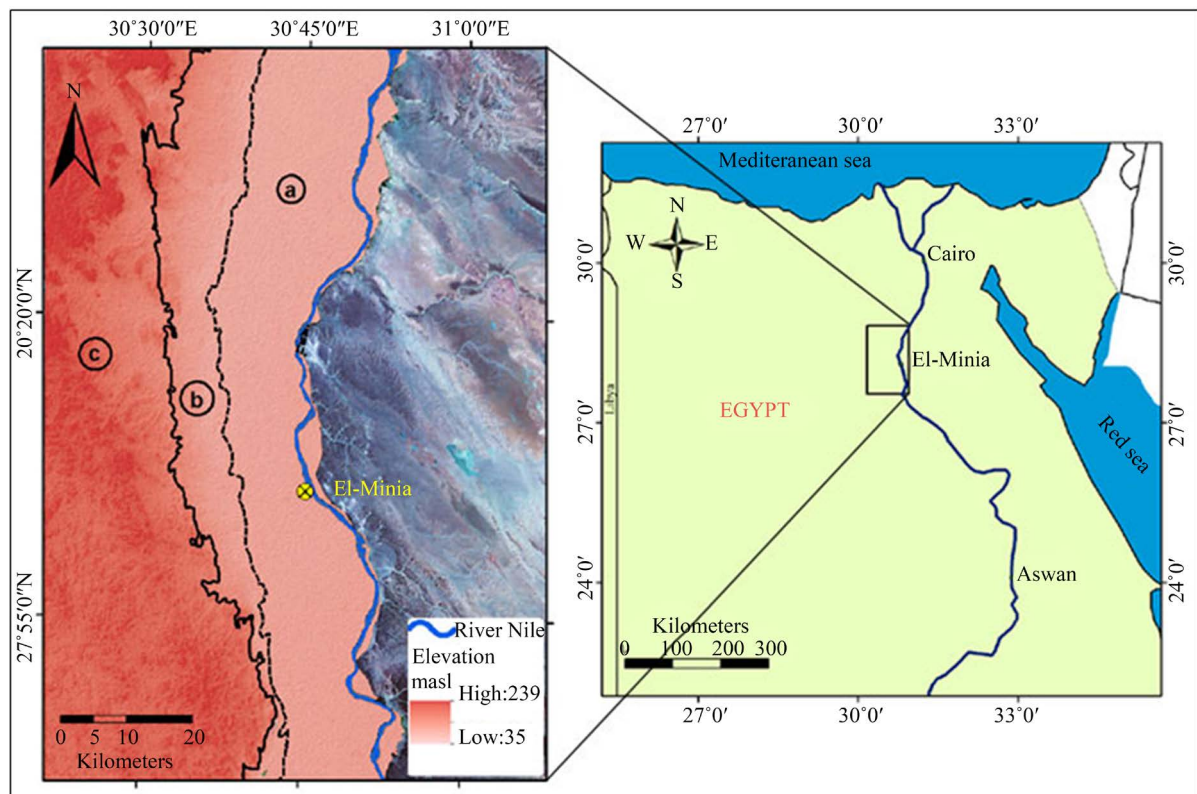 30°30′0″E
30°45′0″E
31°0′0″E
N
a
20°20′0″N
c
b
El-Minia
27°55′0″N
River Nile
Elevation
masl
High:239
Low:35
0 5 10 20
Kilometers
27°0′
30°0′
33°0′
Mediteranean sea
N
W E
S
Cairo
30°0′
30°0′
El-Minia
Libya
EGYPT
Red sea
27°0′
27°0′
Aswan
24°0′
24°0′
Kilometers
0 100 200 300
27°0′
30°0′
33°0′